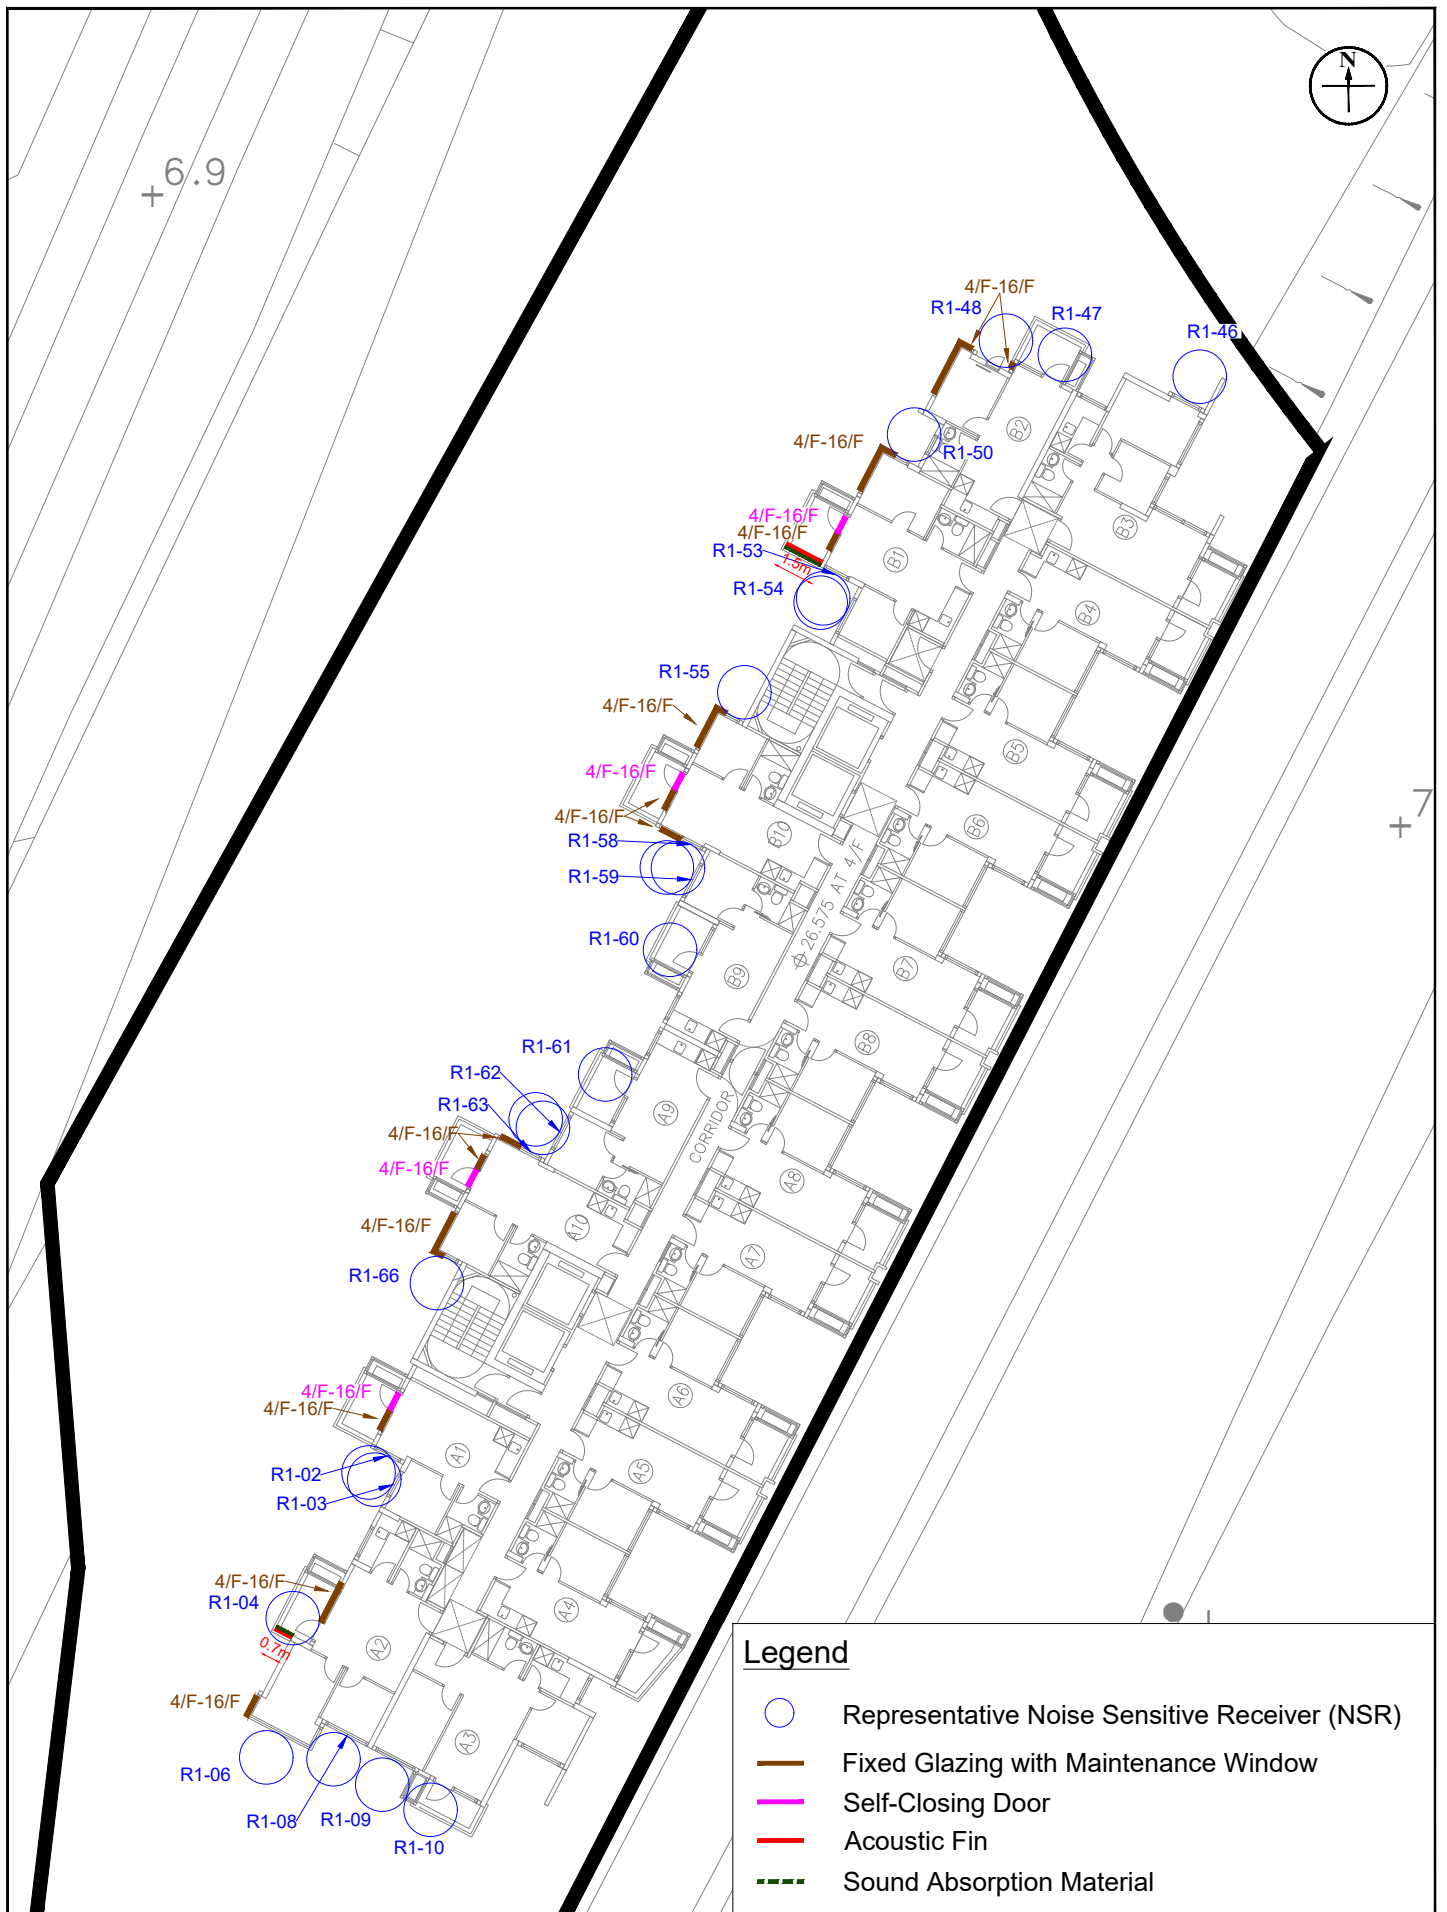 N
6.9
4/F-16/F
R1-48
R1-47
R1-46
4/F-16/F
R1-50
B2
4/F-16/F
4/F-16/F
R1-53
1.5m
B1
B3
R1-54
B4
R1-55
4/F-16/F
B5
4/F-16/F
7
4/F-16/F
B10
B6
R1-58
R1-59
26.575 AT 4/F
R1-60
B9
B7
R1-61
B8
R1-62
R1-63
A9
CORRIDOR
4/F-16/F
4/F-16/F
A8
4/F-16/F
A10
A7
R1-66
4/F-16/F
4/F-16/F
A6
A1
R1-02
A5
R1-03
4/F-16/F
R1-04
A4
0.7m
A2
4/F-16/F
A3
R1-06
R1-08
R1-09
R1-10
Legend
Representative Noise Sensitive Receiver (NSR)
Fixed Glazing with Maintenance Window
Self-Closing Door
Acoustic Fin
Sound Absorption Material